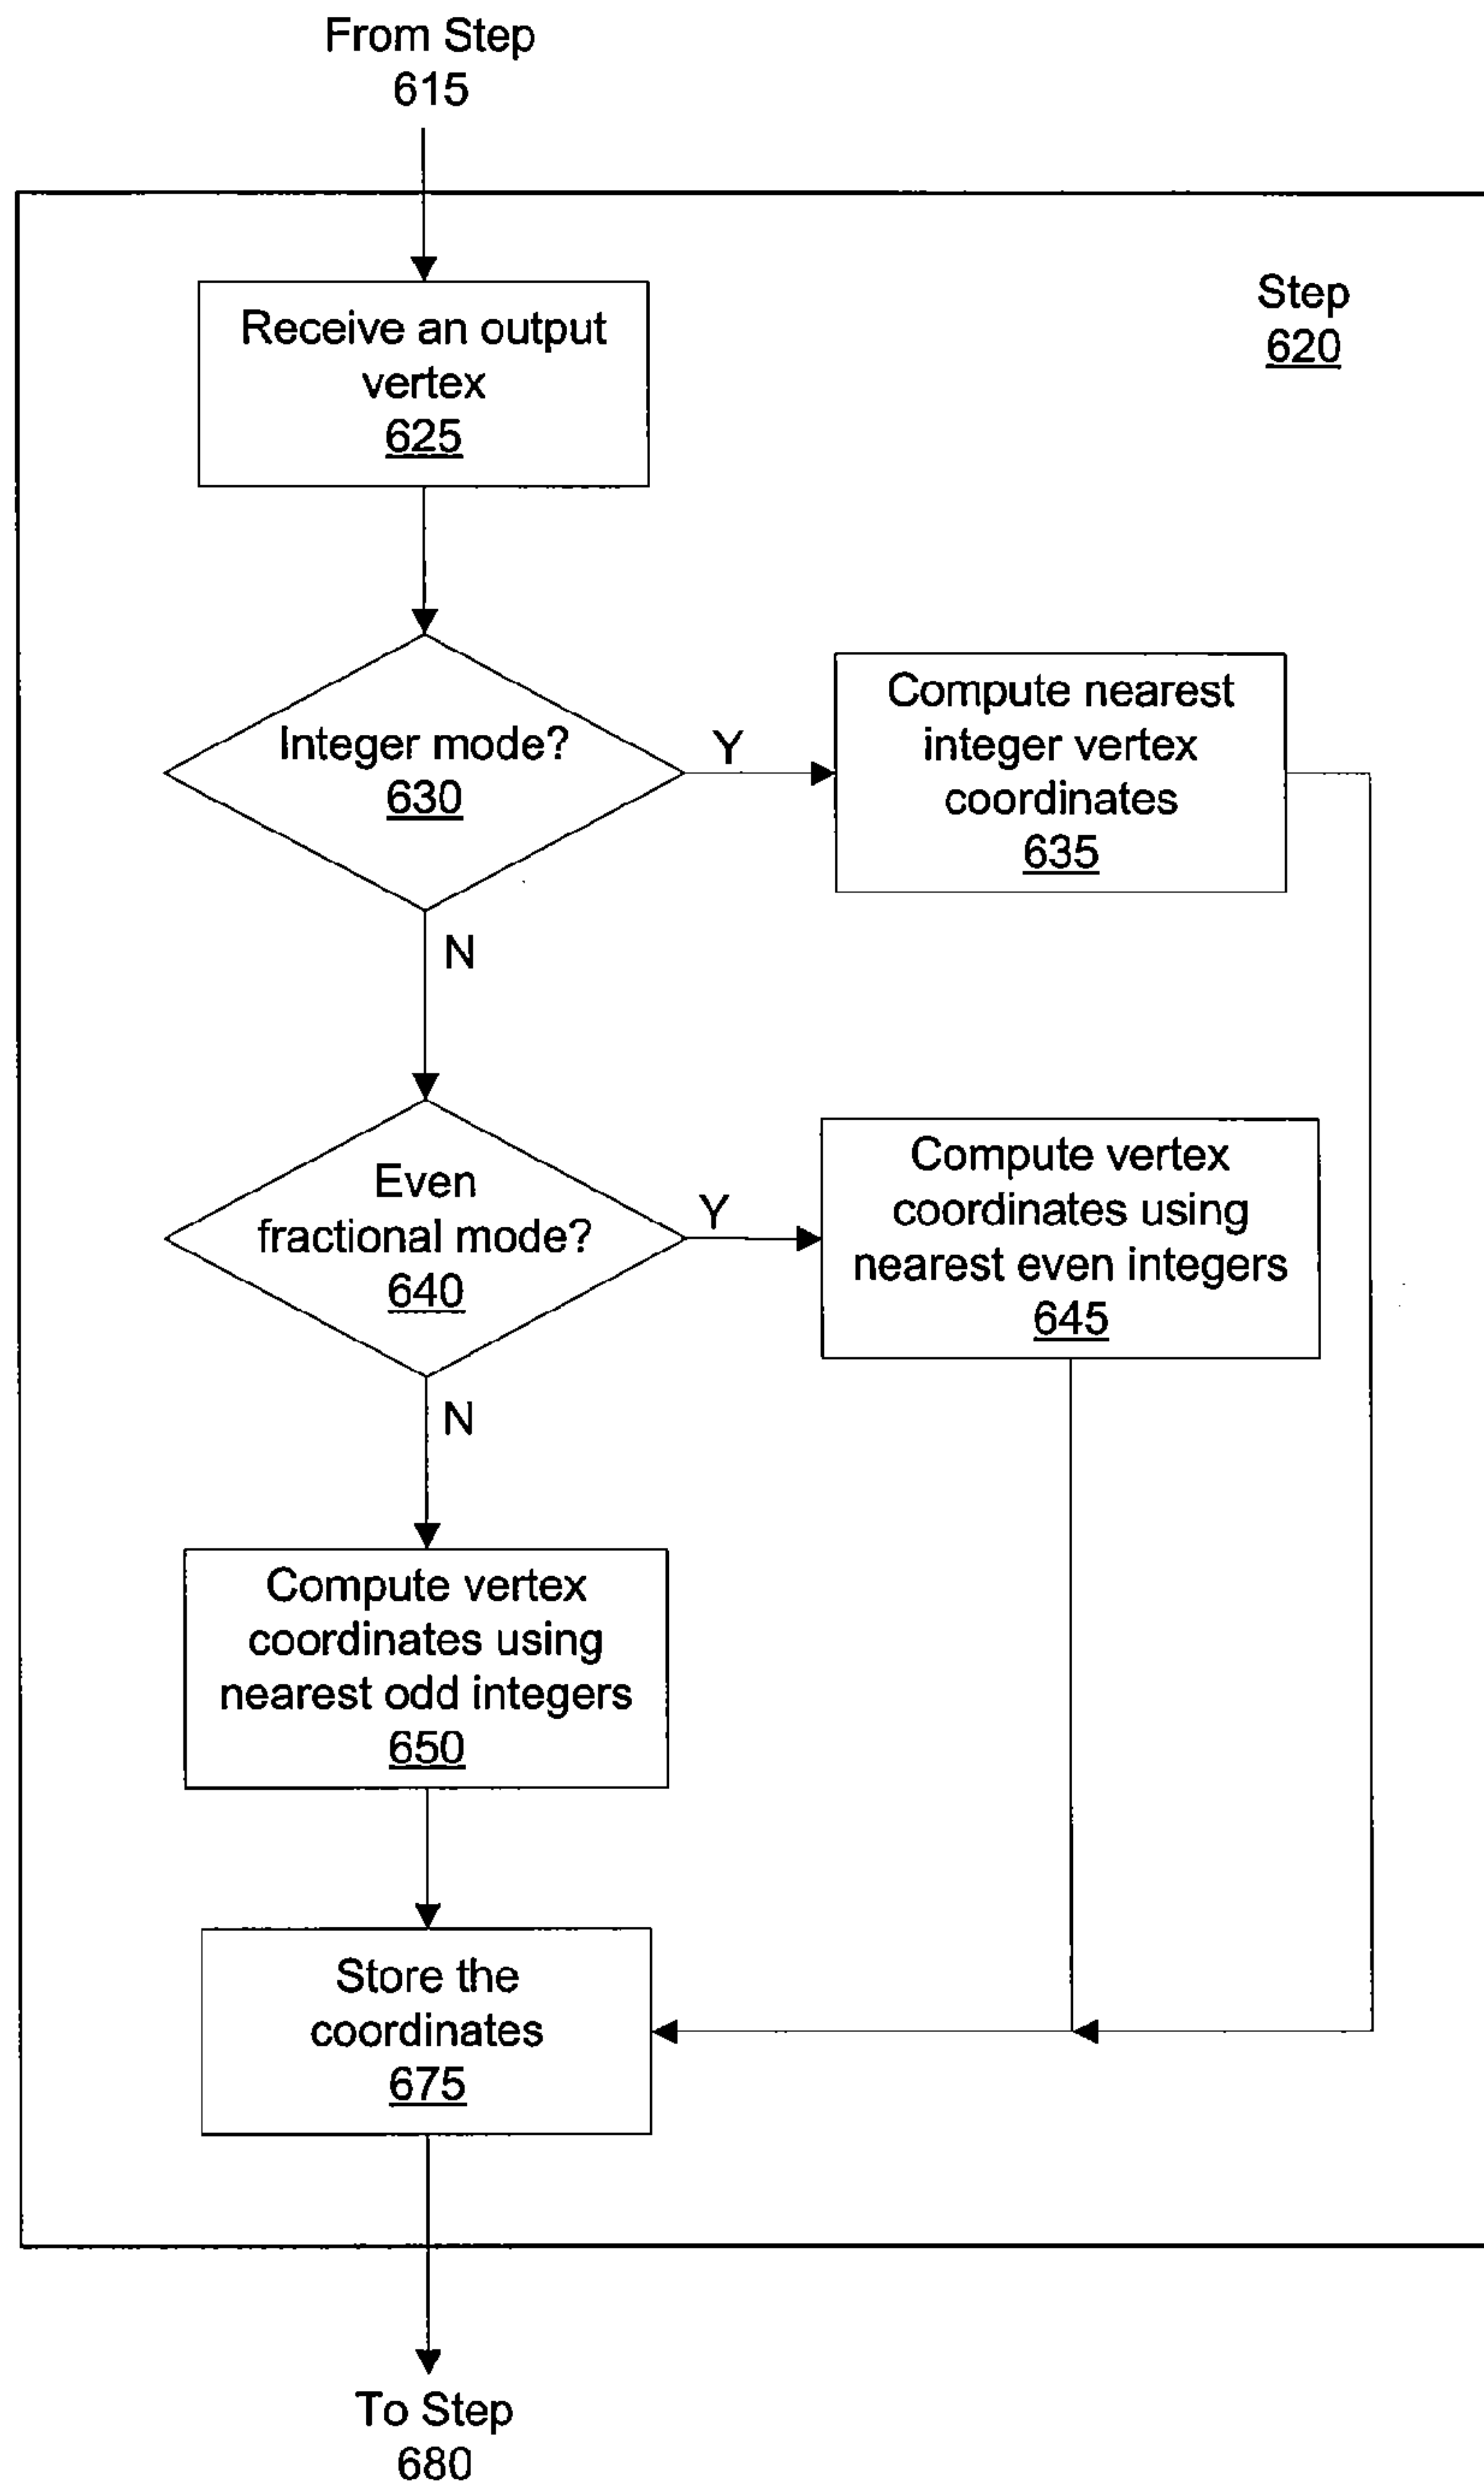 From Step
615
Step
620
Receive an output
vertex
625
Integer mode?
630
Y
Compute nearest
integer vertex
coordinates
635
N
Even
fractional mode?
640
Y
Compute vertex
coordinates using
nearest even integers
645
N
Compute vertex
coordinates using
nearest odd integers
650
Store the
coordinates
675
To Step
680